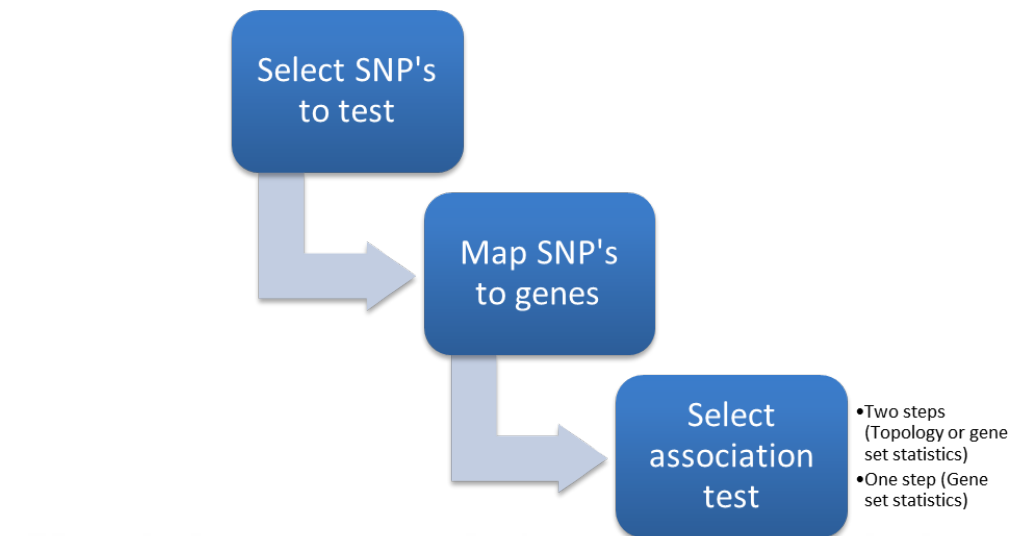 Select SNP's
to test
Map SNP's
to genes
Select
association
test
•Two steps
(Topology or gene
set statistics)
•One step (Gene
set statistics)